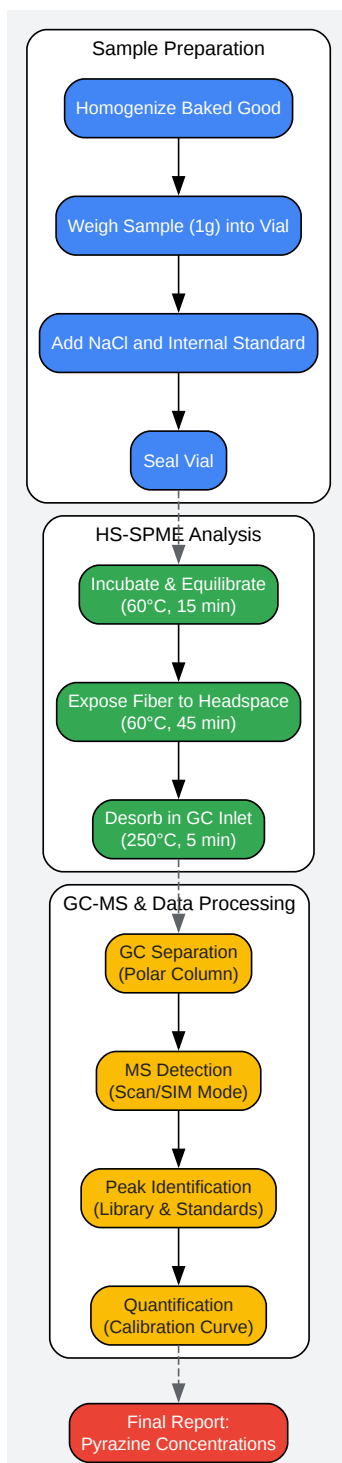 Sample Preparation
Homogenize Baked Good
Weigh Sample (1g) into Vial
Add NaCl and Internal Standard
Seal Vial
HS-SPME Analysis
Incubate & Equilibrate
(60°C, 15 min)
Expose Fiber to Headspace
(60°C, 45 min)
Desorb in GC Inlet
(250°C, 5 min)
GC-MS & Data Processing
GC Separation
(Polar Column)
MS Detection
(Scan/SIM Mode)
Peak Identification
(Library & Standards)
Quantification
(Calibration Curve)
Final Report:
Pyrazine Concentrations